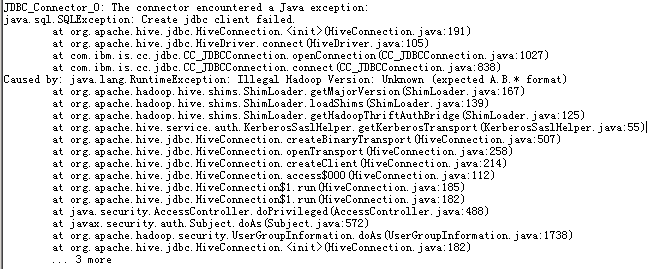 JDBC_Connector_0: The connector encountered a Java exception:
java.sql.SQLException: Create jdbc client failed.
at org.apache.hive.jdbc.HiveConnection.<init>(HiveConnection.java:191)
at org.apache.hive.jdbc.HiveDriver.connect(HiveDriver.java:105)
at com.ibm.is.cc.jdbc.CC_JDBCConnection.openConnection(CC_JDBCConnection.java:1027)
at com.ibm.is.cc.jdbc.CC_JDBCConnection.connect(CC_JDBCConnection.java:838)
Caused by: java.lang.RuntimeException: Illegal Hadoop Version: Unknown (expected A.B.* format)
at org.apache.hadoop.hive.shims.ShimLoader.getMajorVersion(ShimLoader.java:167)
at org.apache.hadoop.hive.shims.ShimLoader.loadShims(ShimLoader.java:139)
at org.apache.hadoop.hive.shims.ShimLoader.getHadoopThriftAuthBridge(ShimLoader.java:125)
at org.apache.hive.service.auth.KerberosSaslHelper.getKerberosTransport(KerberosSaslHelper.java:55)
at org.apache.hive.jdbc.HiveConnection.createBinaryTransport(HiveConnection.java:507)
at org.apache.hive.jdbc.HiveConnection.openTransport(HiveConnection.java:258)
at org.apache.hive.jdbc.HiveConnection.createClient(HiveConnection.java:214)
at org.apache.hive.jdbc.HiveConnection.access$000(HiveConnection.java:112)
at org.apache.hive.jdbc.HiveConnection$1.run(HiveConnection.java:185)
at org.apache.hive.jdbc.HiveConnection$1.run(HiveConnection.java:182)
at java.security.AccessController.doPrivileged(AccessController.java:488)
at javax.security.auth.Subject.doAs(Subject.java:572)
at org.apache.hadoop.security.UserGroupInformation.doAs(UserGroupInformation.java:1738)
at org.apache.hive.jdbc.HiveConnection.<init>(HiveConnection.java:182)
... 3 more